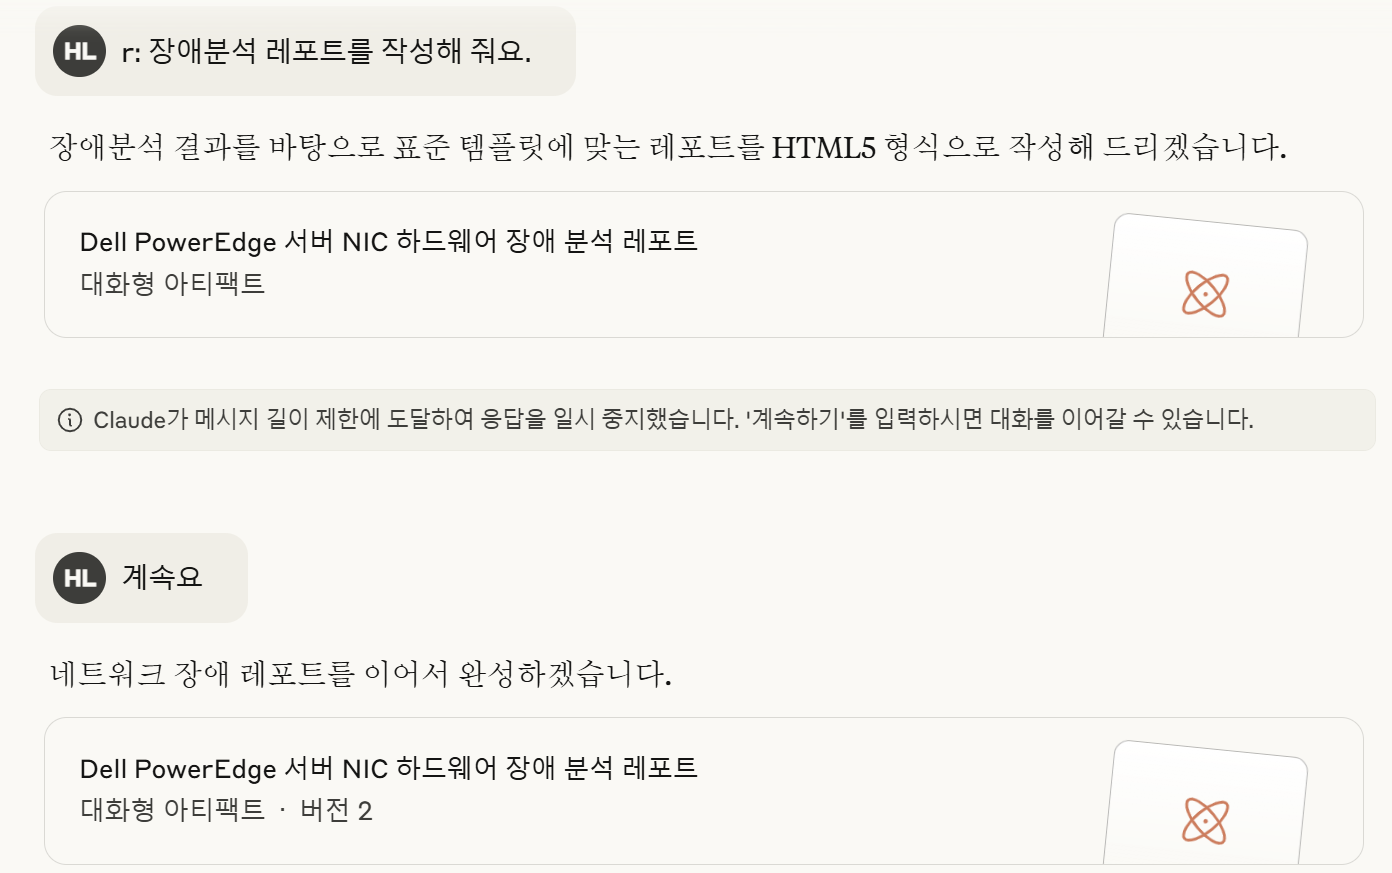 HL r: 장애분석 레포트를 작성해 줘요.
장애분석 결과를 바탕으로 표준 템플릿에 맞는 레포트를 HTML5 형식으로 작성해 드리겠습니다.
Dell PowerEdge 서버 NIC 하드웨어 장애 분석 레포트
대화형 아티팩트
Claude가 메시지 길이 제한에 도달하여 응답을 일시 중지했습니다. '계속하기'를 입력하시면 대화를 이어갈 수 있습니다.
HL 계속요
네트워크 장애 레포트를 이어서 완성하겠습니다.
Dell PowerEdge 서버 NIC 하드웨어 장애 분석 레포트
대화형 아티팩트 · 버전 2